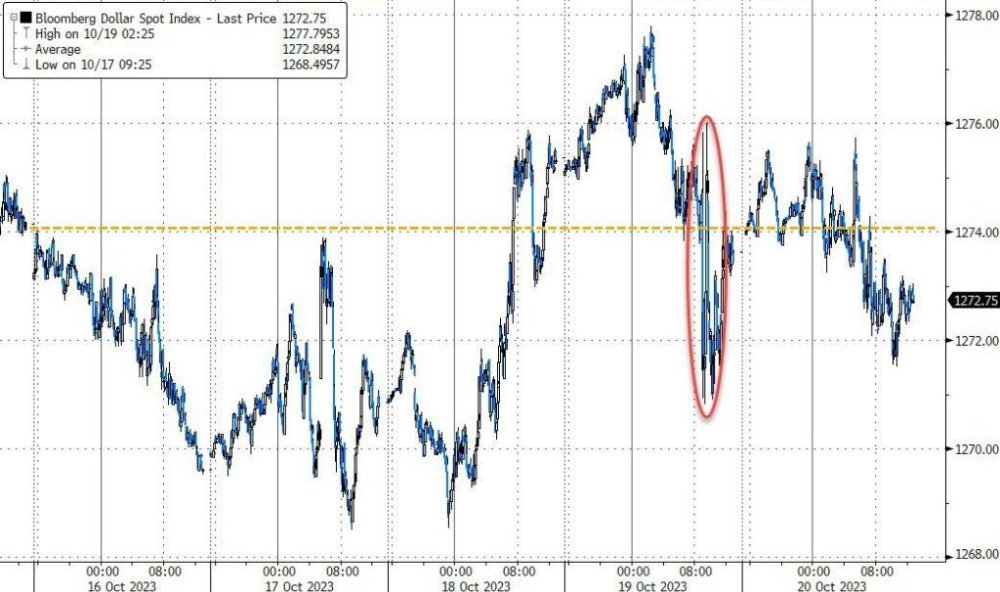 Bloomberg Dollar Spot Index - Last Price 1272.75
High on 10/19 02:25 1277.7953
Average 1272.8484
Low on 10/17 09:25 1268.4957
1278.00
1276.00
1274.00
1272.75
1272.00
1270.00
1268.00
00:00 08:00 00:00 08:00 00:00 08:00 00:00 08:00 00:00 08:00
16 Oct 2023 17 Oct 2023 18 Oct 2023 19 Oct 2023 20 Oct 2023